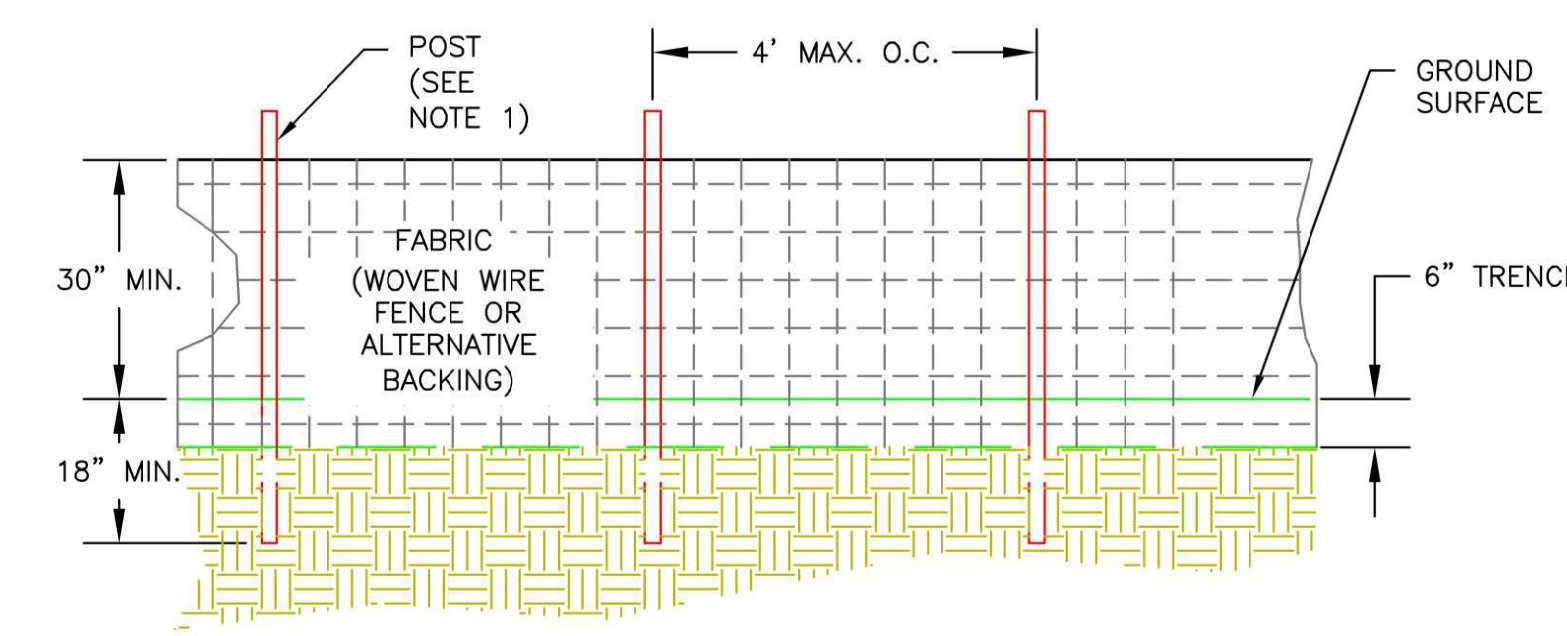 POST
(SEE
NOTE 1)
4' MAX. O.C.
GROUND
SURFACE
30" MIN.
FABRIC
(WOVEN WIRE
FENCE OR
ALTERNATIVE
BACKING)
6" TRENCH
18" MIN.